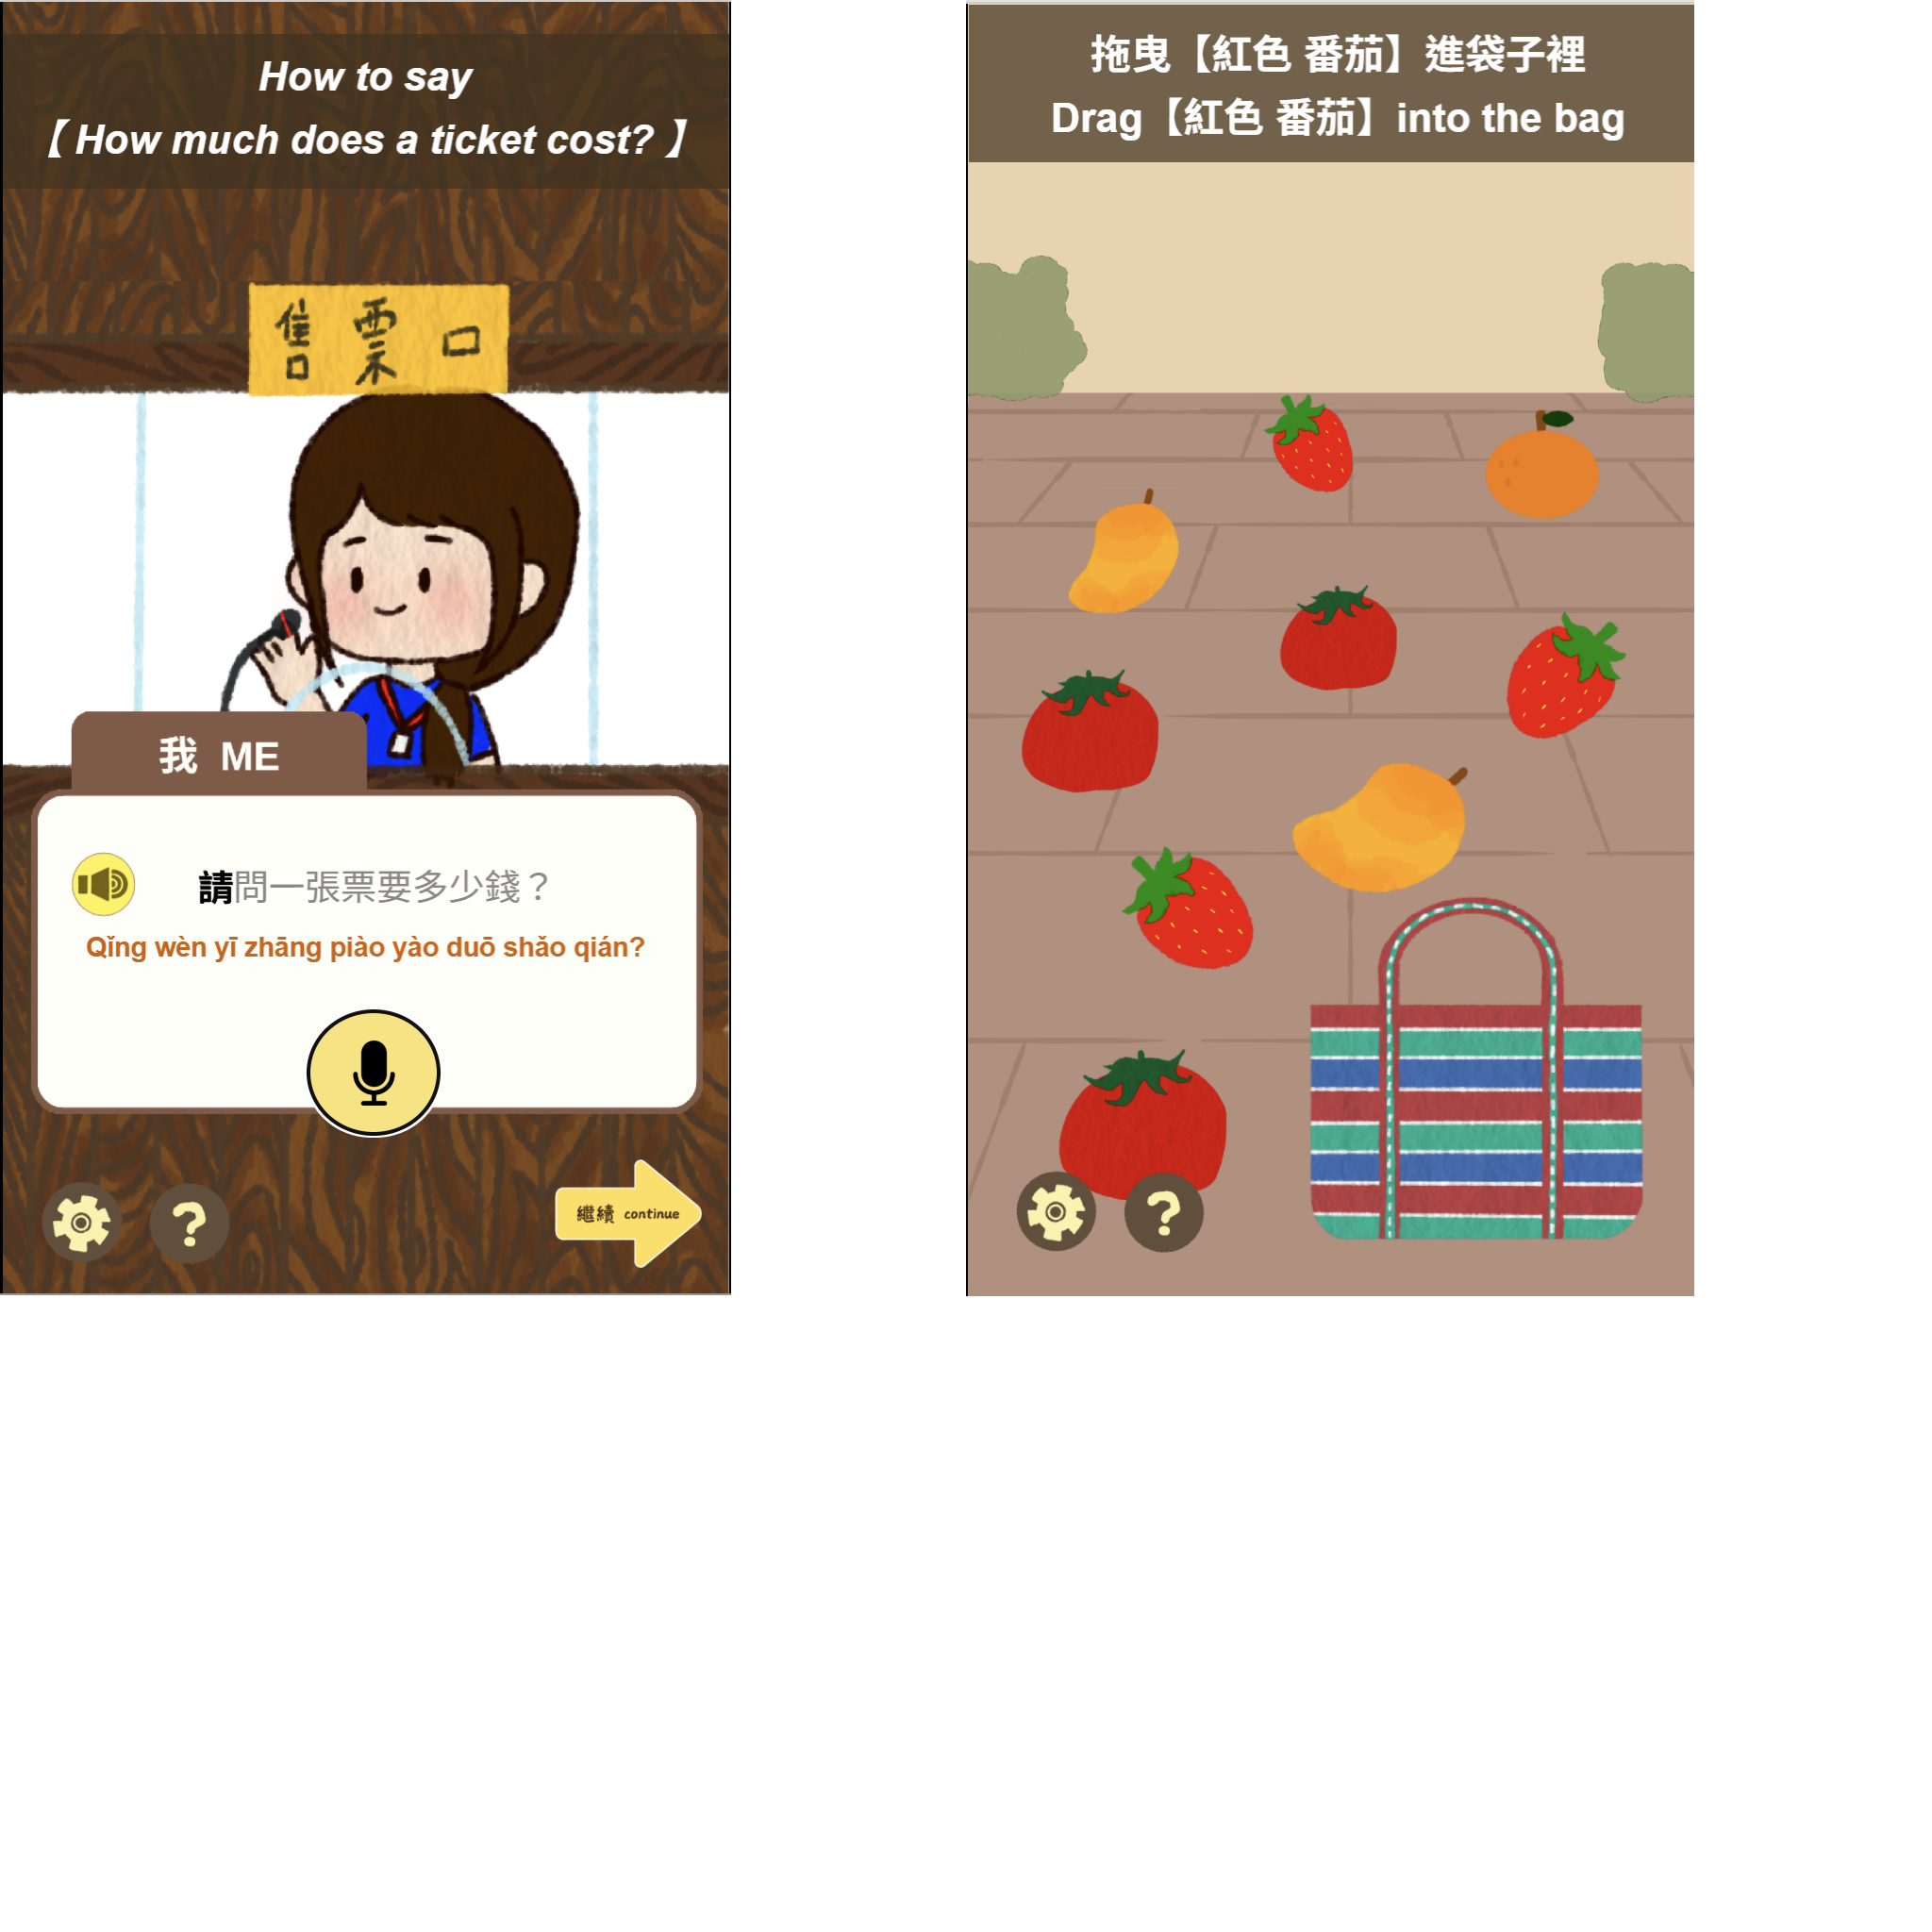 How to say
【 How much does a ticket cost? 】
售票口
我 ME
請問一張票要多少錢？
Qǐng wèn yī zhāng piào yào duō shǎo qián?
繼續 continue
拖曳【紅色 番茄】進袋子裡
Drag【紅色 番茄】into the bag